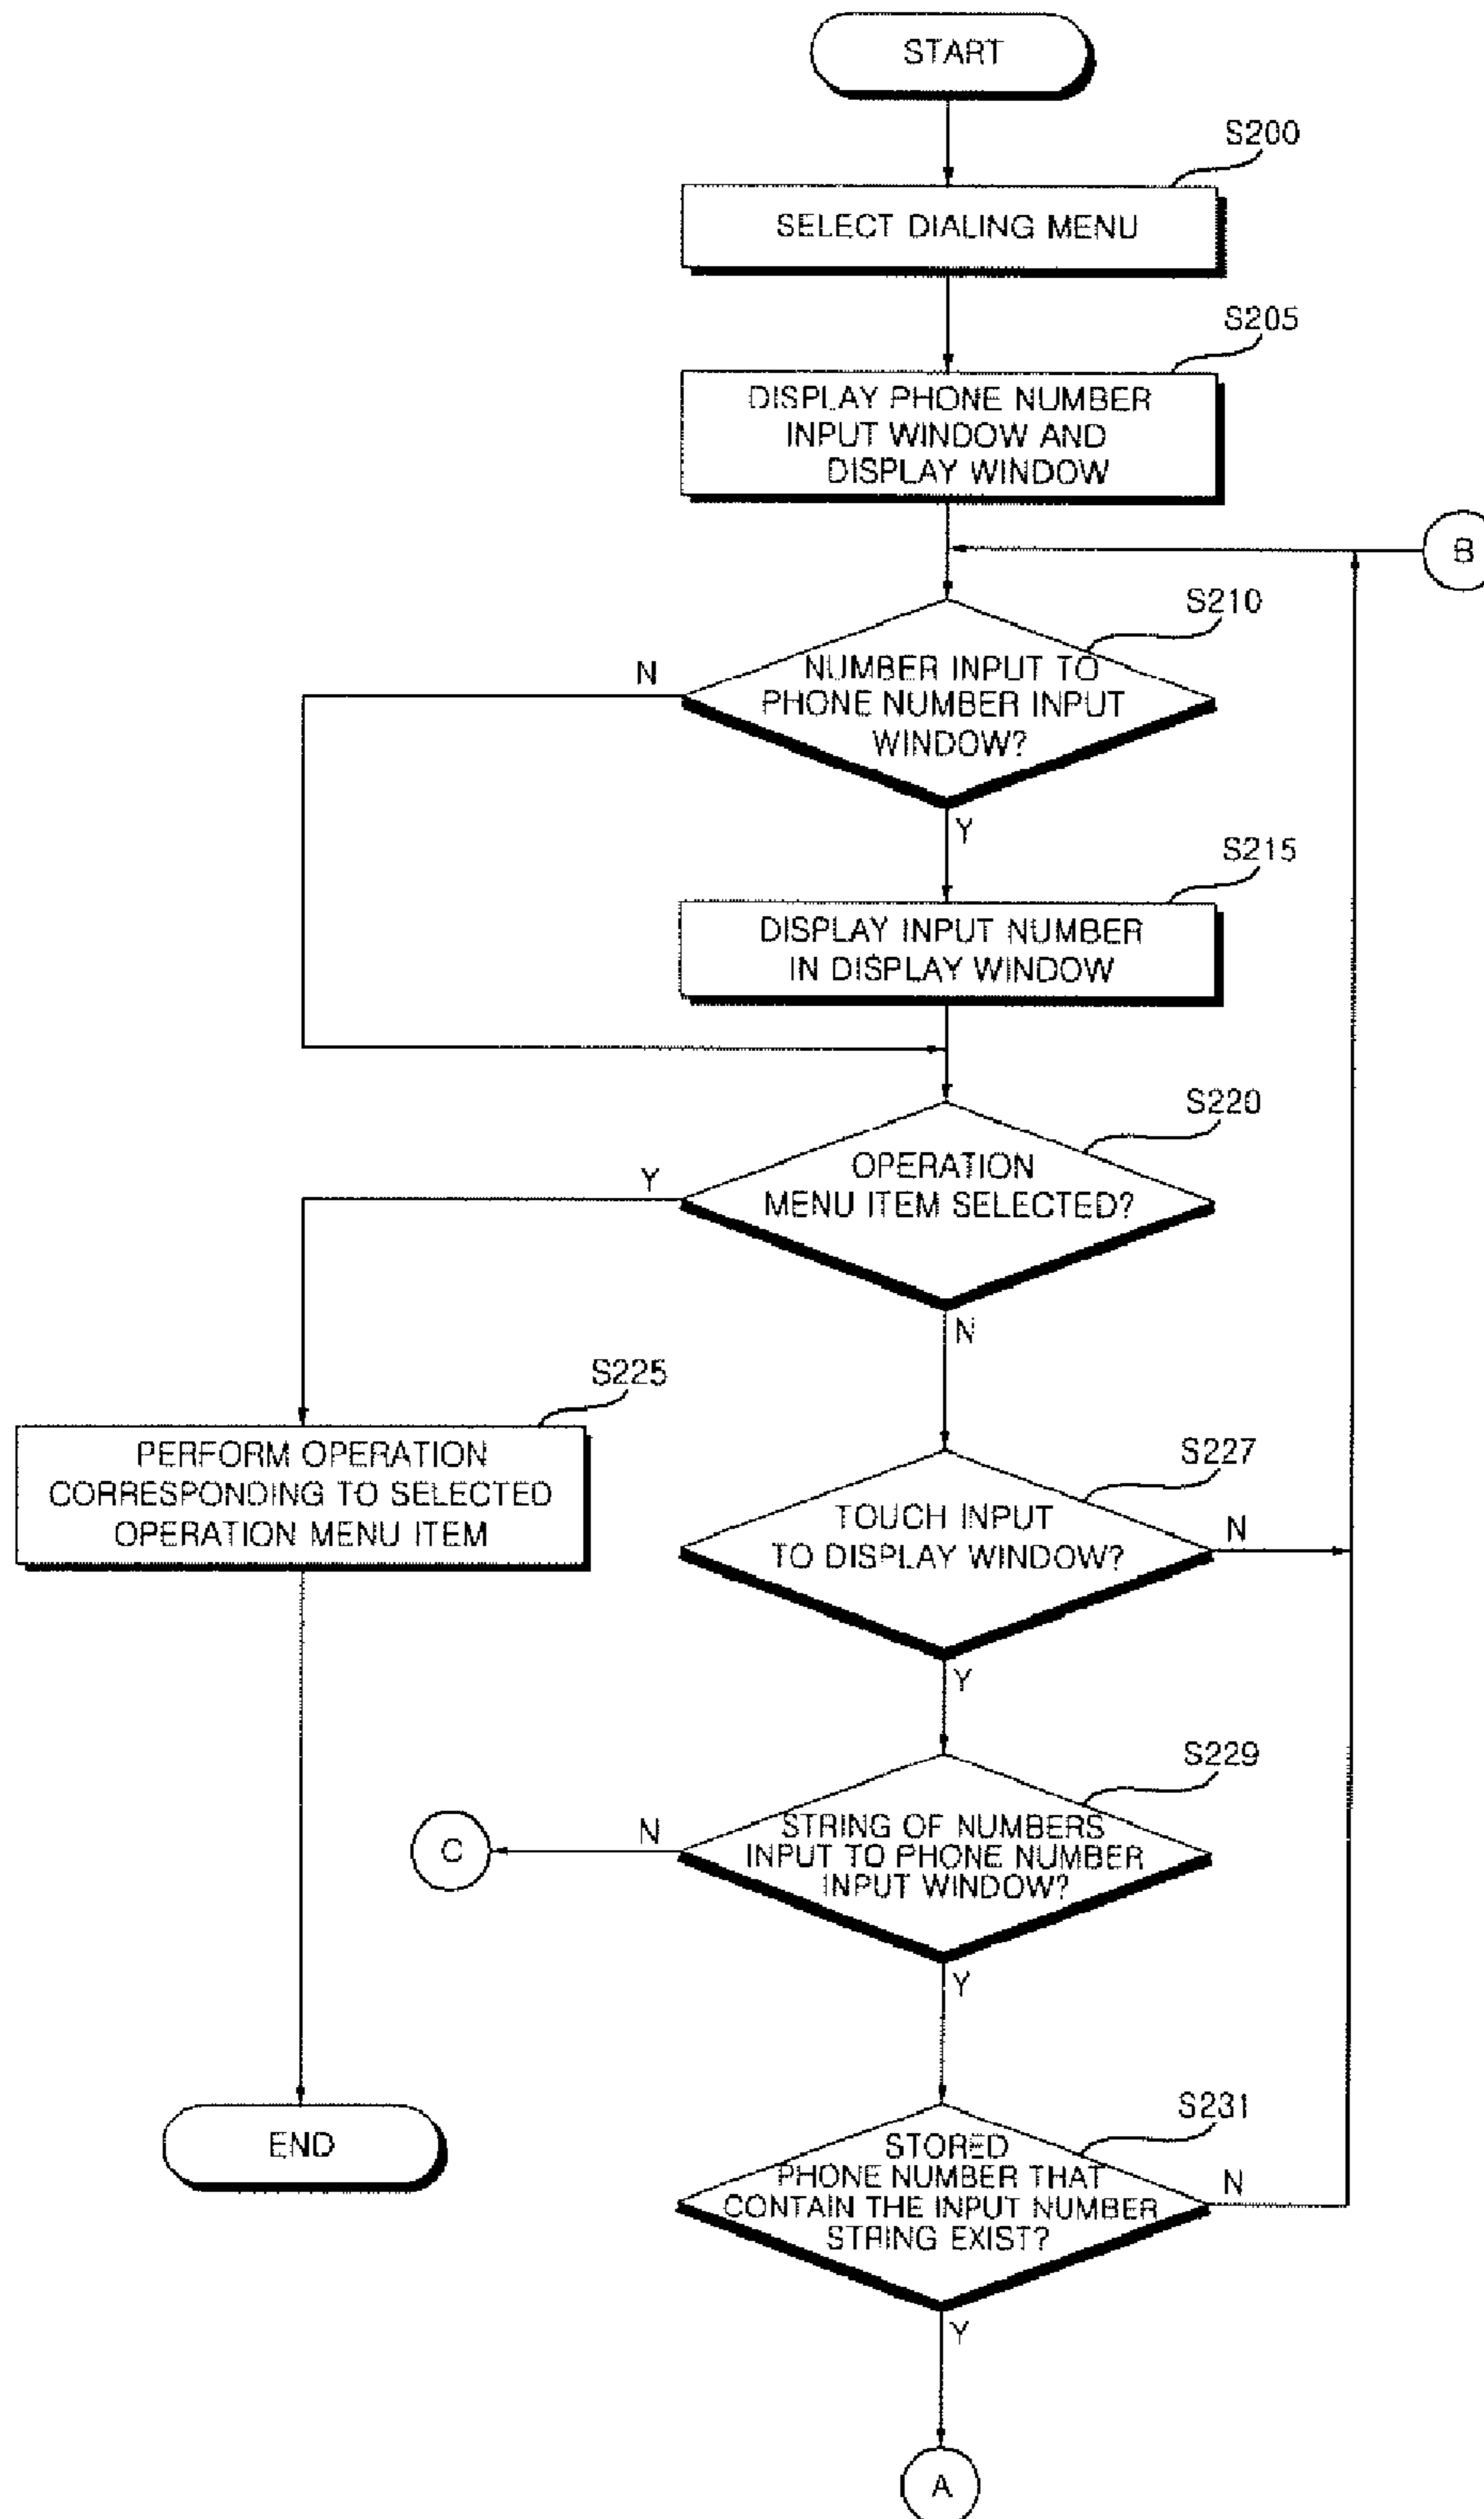 START
S200
SELECT DIALING MENU
S205
DISPLAY PHONE NUMBER
INPUT WINDOW AND
DISPLAY WINDOW
B
S210
N
NUMBER INPUT TO
PHONE NUMBER INPUT
WINDOW?
Y
S215
DISPLAY INPUT NUMBER
IN DISPLAY WINDOW
S220
Y
OPERATION
MENU ITEM SELECTED?
N
S225
PERFORM OPERATION
CORRESPONDING TO SELECTED
OPERATION MENU ITEM
S227
TOUCH INPUT
TO DISPLAY WINDOW?
N
Y
S229
C
N
STRING OF NUMBERS
INPUT TO PHONE NUMBER
INPUT WINDOW?
Y
END
S231
STORED
PHONE NUMBER THAT
CONTAIN THE INPUT NUMBER
STRING EXIST?
N
Y
A